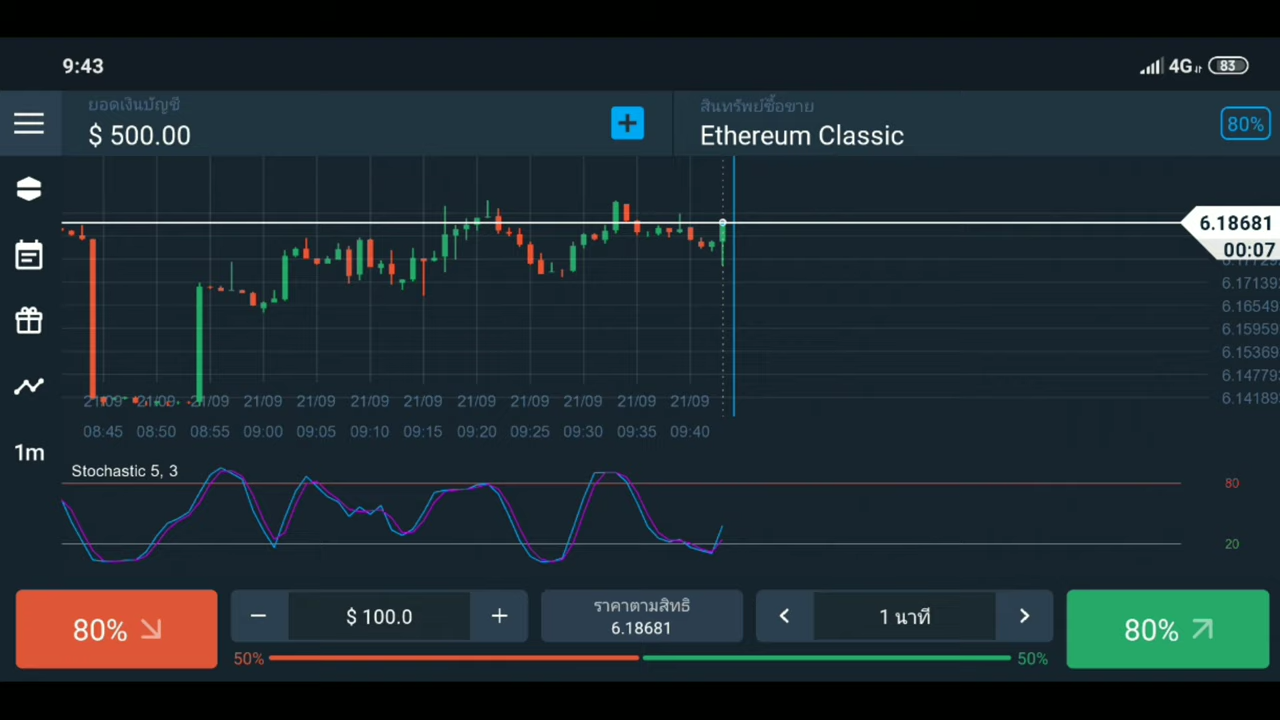 9:43
4G 83
ยอดเงินบัญชี
$ 500.00
สินทรัพย์ซื้อขาย
Ethereum Classic
80%
6.18681
00:07
6.17139
6.16549
6.15959
6.15369
6.14779
6.14189
21/09 21/09 21/09 21/09 21/09 21/09 21/09 21/09 21/09 21/09 21/09 21/09
08:45 08:50 08:55 09:00 09:05 09:10 09:15 09:20 09:25 09:30 09:35 09:40
1m
Stochastic 5, 3
80
20
80%
$ 100.0
ราคาตามสิทธิ
6.18681
1 นาที
80%
50%
50%